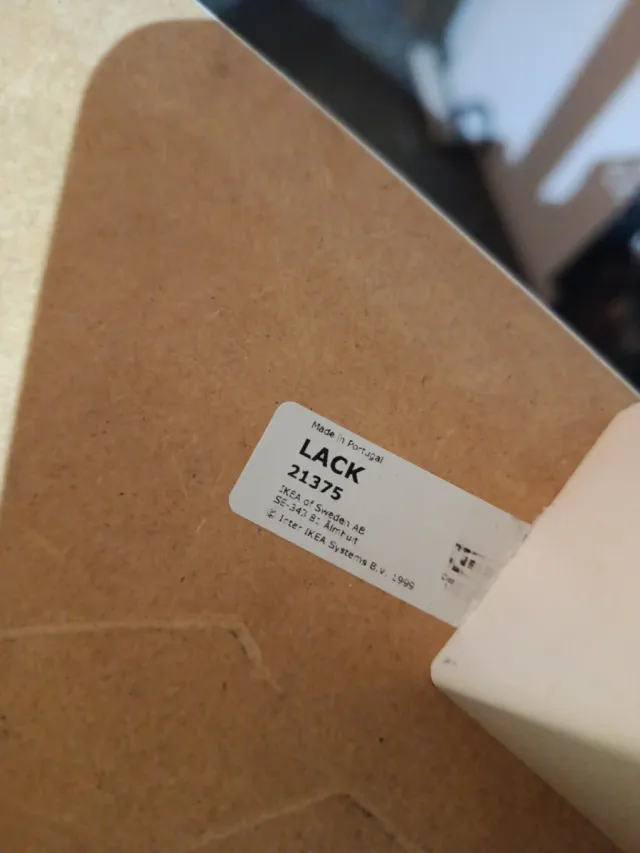 Made in Portugal
LACK
21375
IKEA of Sweden AB
SE-343 81 Älmhult
© Inter IKEA Systems B.V. 1999